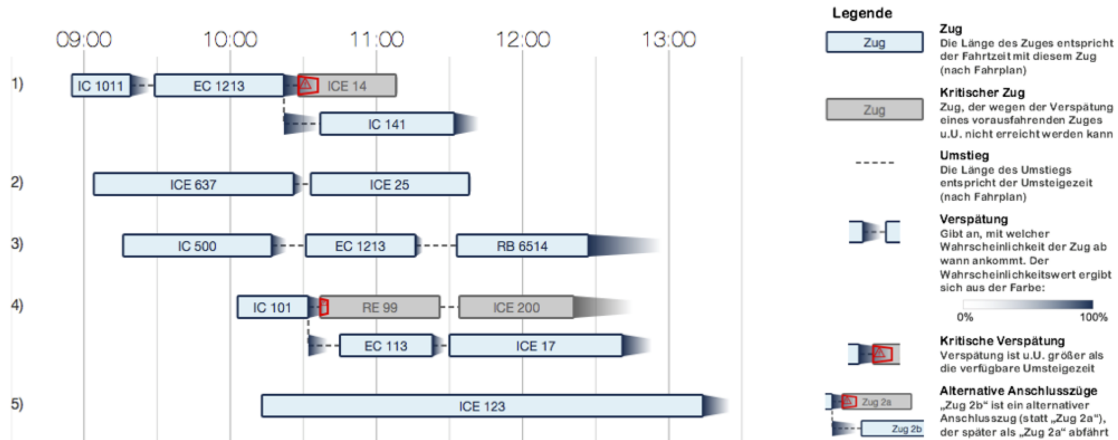 09:00 10:00 11:00 12:00 13:00
1) IC 1011 EC 1213 ICE 14
IC 141
2) ICE 637 ICE 25
3) IC 500 EC 1213 RB 6514
4) IC 101 RE 99 ICE 200
EC 113 ICE 17
5) ICE 123
Legende
Zug
Zug
Die Länge des Zuges entspricht
der Fahrtzeit mit diesem Zug
(nach Fahrplan)
Zug
Kritischer Zug
Zug, der wegen der Verspätung
eines vorausfahrenden Zuges
u.U. nicht erreicht werden kann
Umstieg
Die Länge des Umstiegs
entspricht der Umsteigezeit
(nach Fahrplan)
Verspätung
Gibt an, mit welcher
Wahrscheinlichkeit der Zug ab
wann ankommt. Der
Wahrscheinlichkeitswert ergibt
sich aus der Farbe:
0% 100%
Kritische Verspätung
Verspätung ist u.U. größer als
die verfügbare Umsteigezeit
Zug 2a
Zug 2b
Alternative Anschlusszüge
„Zug 2b“ ist ein alternativer
Anschlusszug (statt „Zug 2a“),
der später als „Zug 2a“ abfährt